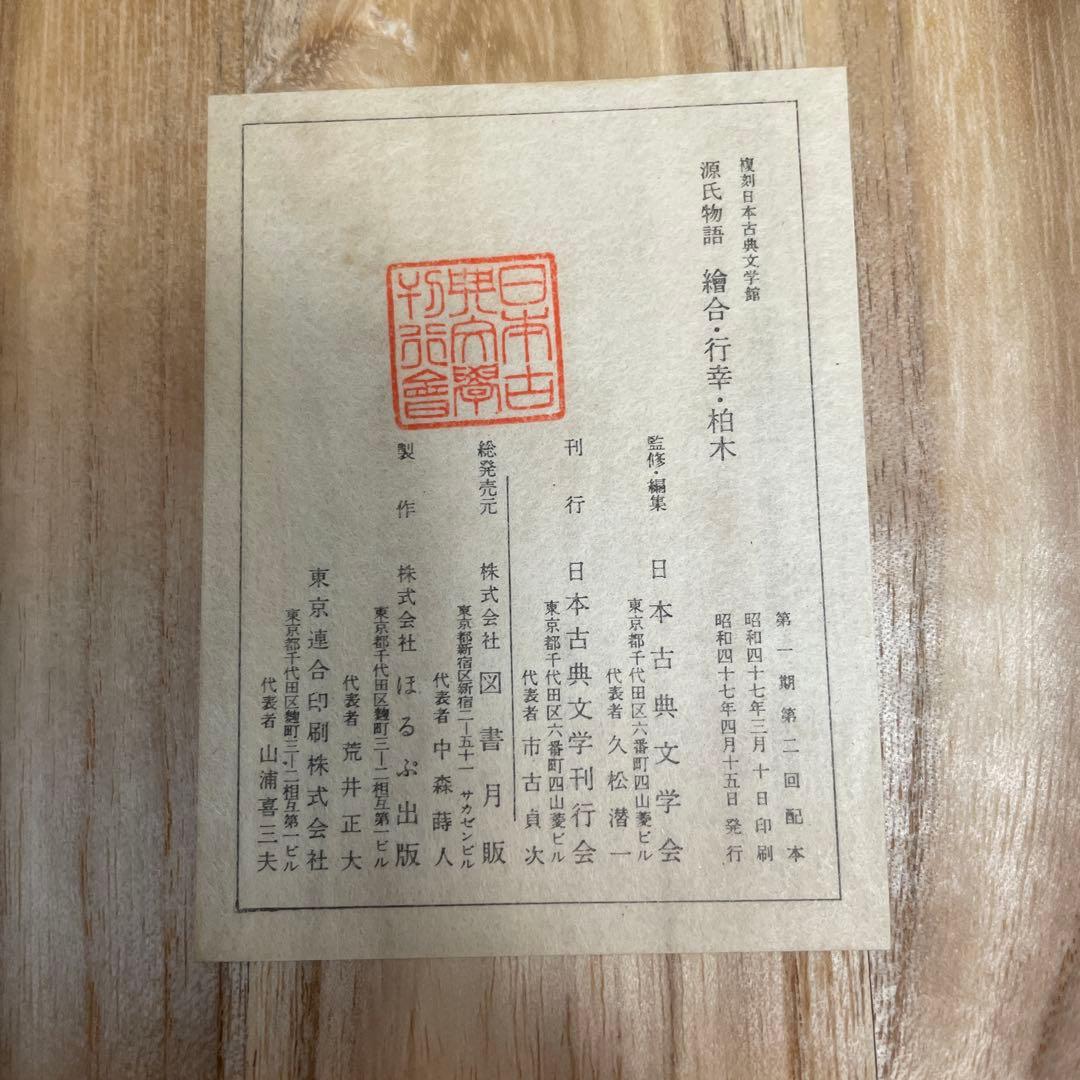 複刻日本古典文学館
源氏物語　繪合・行幸・柏木
第一期第二回配本
昭和四十七年三月十日印刷
昭和四十七年四月十五日発行
監修・編集　日本古典文学会
東京都千代田区六番町四山菱ビル
代表者　久松潜一
刊行　日本古典文学刊行会
東京都千代田区六番町四山菱ビル
代表者　市古貞次
総発売元　株式会社図書月販
東京都新宿区新宿二ー五十一　サカゼンビル
代表者　中森蒔人
製作　株式会社ほるぷ出版
東京都千代田区麹町三ー二相互第一ビル
代表者　荒井正大
東京連合印刷株式会社
東京都千代田区麹町三ー二相互第一ビル
代表者　山浦喜三夫
日本古
典文學
刊行會